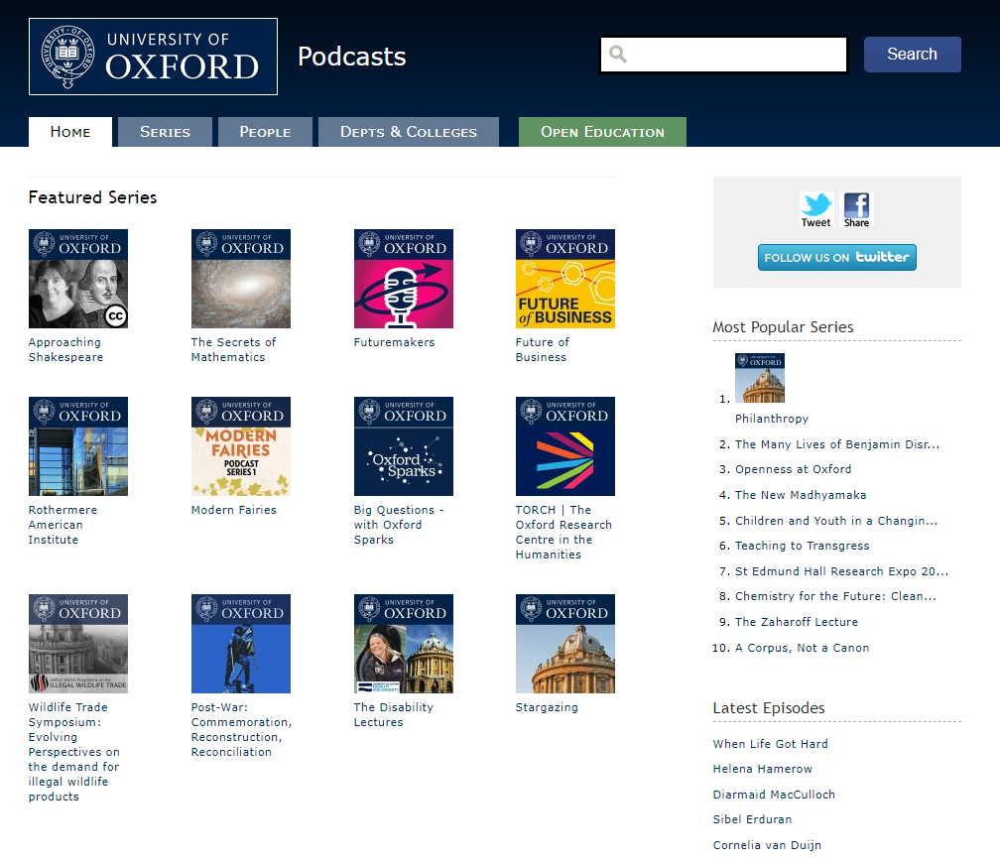 UNIVERSITY OF
OXFORD
Podcasts
Search
Home
Series
People
Depts & Colleges
Open Education
Featured Series
UNIVERSITY OF
OXFORD
cc
Approaching
Shakespeare
UNIVERSITY OF
OXFORD
The Secrets of
Mathematics
UNIVERSITY OF
OXFORD
Futuremakers
UNIVERSITY OF
OXFORD
FUTURE
of BUSINESS
Future of
Business
UNIVERSITY OF
OXFORD
Rothermere
American
Institute
UNIVERSITY OF
OXFORD
MODERN
FAIRIES
PODCAST
SERIES 1
Modern Fairies
UNIVERSITY OF
OXFORD
Oxford
Sparks
Big Questions -
with Oxford
Sparks
UNIVERSITY OF
OXFORD
TORCH | The
Oxford Research
Centre in the
Humanities
UNIVERSITY OF
OXFORD
Oxford Martin Programme on the
ILLEGAL WILDLIFE TRADE
Wildlife Trade
Symposium:
Evolving
Perspectives on
the demand for
illegal wildlife
products
UNIVERSITY OF
OXFORD
Post-War:
Commemoration,
Reconstruction,
Reconciliation
UNIVERSITY OF
OXFORD
The Disability
Lectures
UNIVERSITY OF
OXFORD
Stargazing
Tweet
Share
FOLLOW US ON twitter
Most Popular Series
UNIVERSITY OF
OXFORD
1.
Philanthropy
2. The Many Lives of Benjamin Disr...
3. Openness at Oxford
4. The New Madhyamaka
5. Children and Youth in a Changin...
6. Teaching to Transgress
7. St Edmund Hall Research Expo 20...
8. Chemistry for the Future: Clean...
9. The Zaharoff Lecture
10. A Corpus, Not a Canon
Latest Episodes
When Life Got Hard
Helena Hamerow
Diarmaid MacCulloch
Sibel Erduran
Cornelia van Duijn